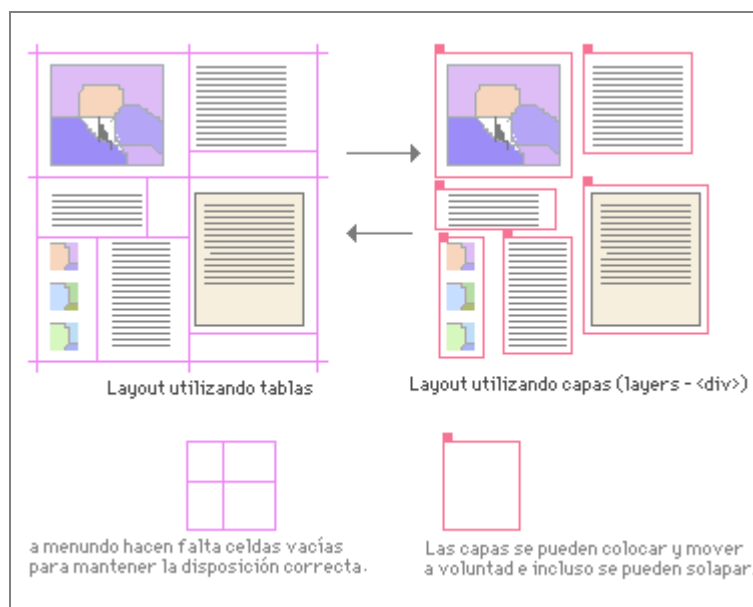 Layout utilizando tablas
Layout utilizando capas (layers - <div>)
a menundo hacen falta celdas vacías
para mantener la disposición correcta.
Las capas se pueden colocar y mover
a voluntad e incluso se pueden solapar.